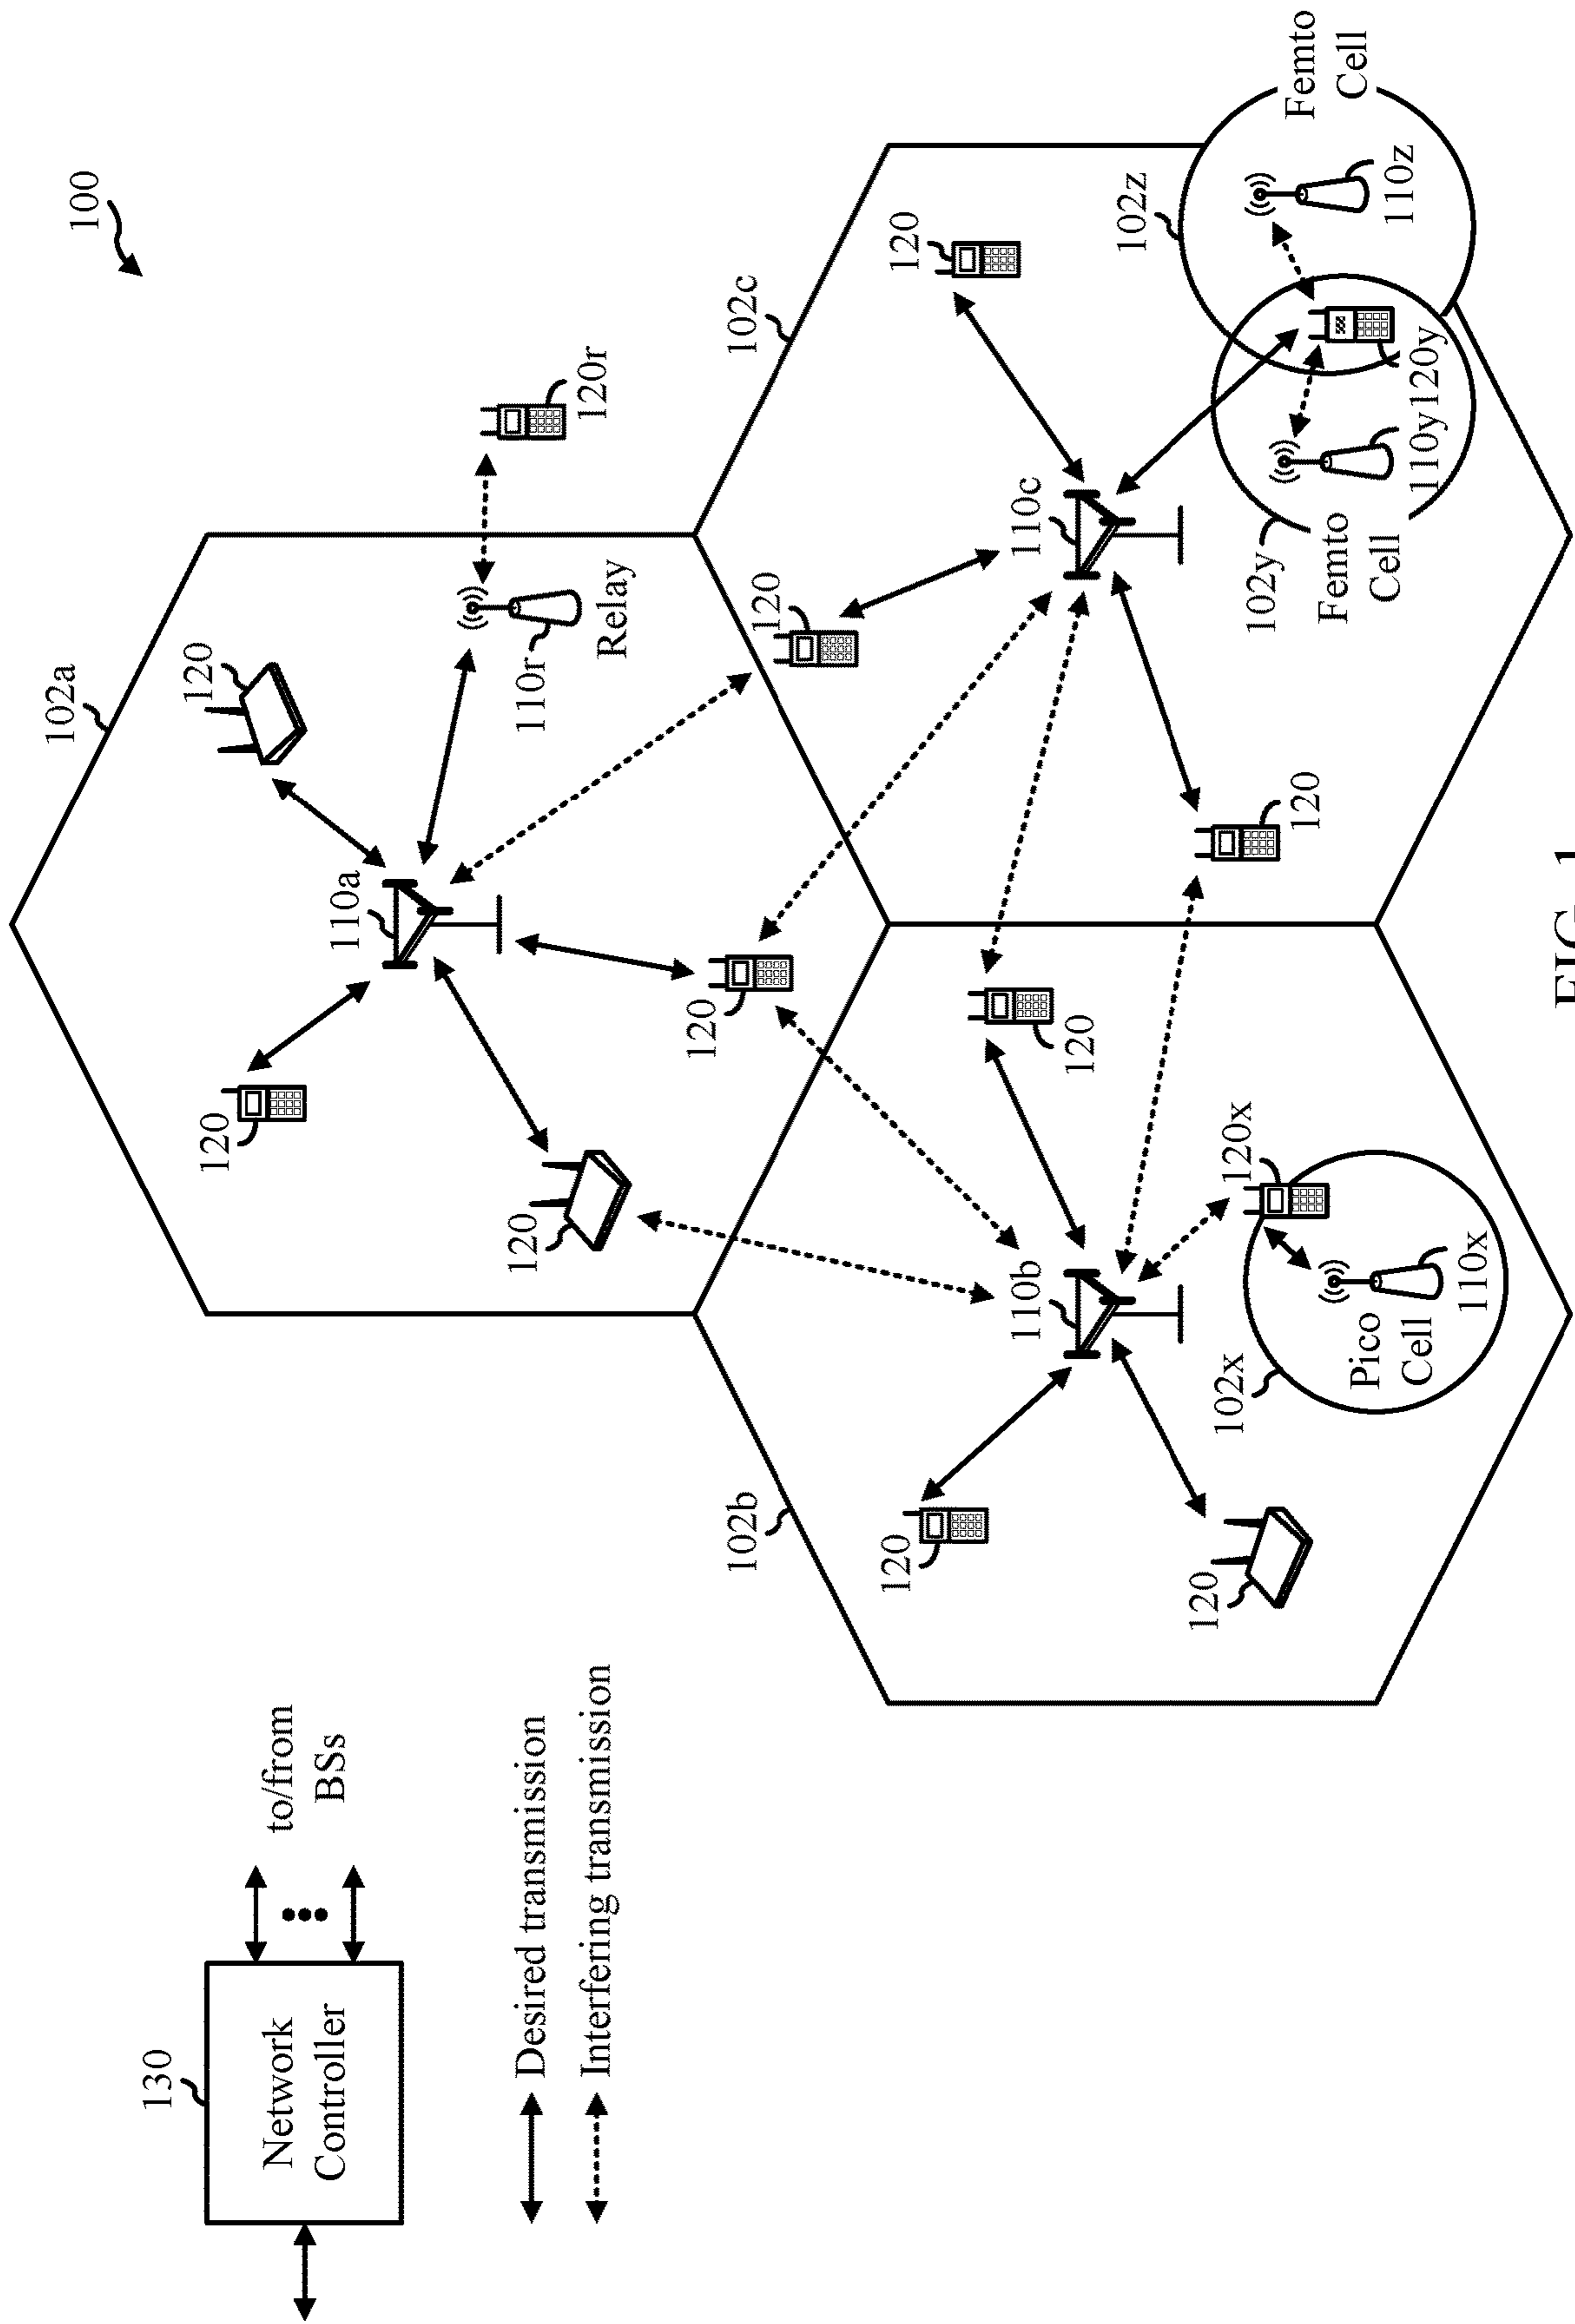 100
130
Network
Controller
to/from
BSs
Desired transmission
Interfering transmission
102a
120
120
110a
120
110r
Relay
120r
120
120
102b
120
110b
120
120
102x
Pico
Cell
110x
120x
102c
120
120
110c
120
102y
Femto
Cell
110y
120y
102z
110z
Femto
Cell
FIG. 1